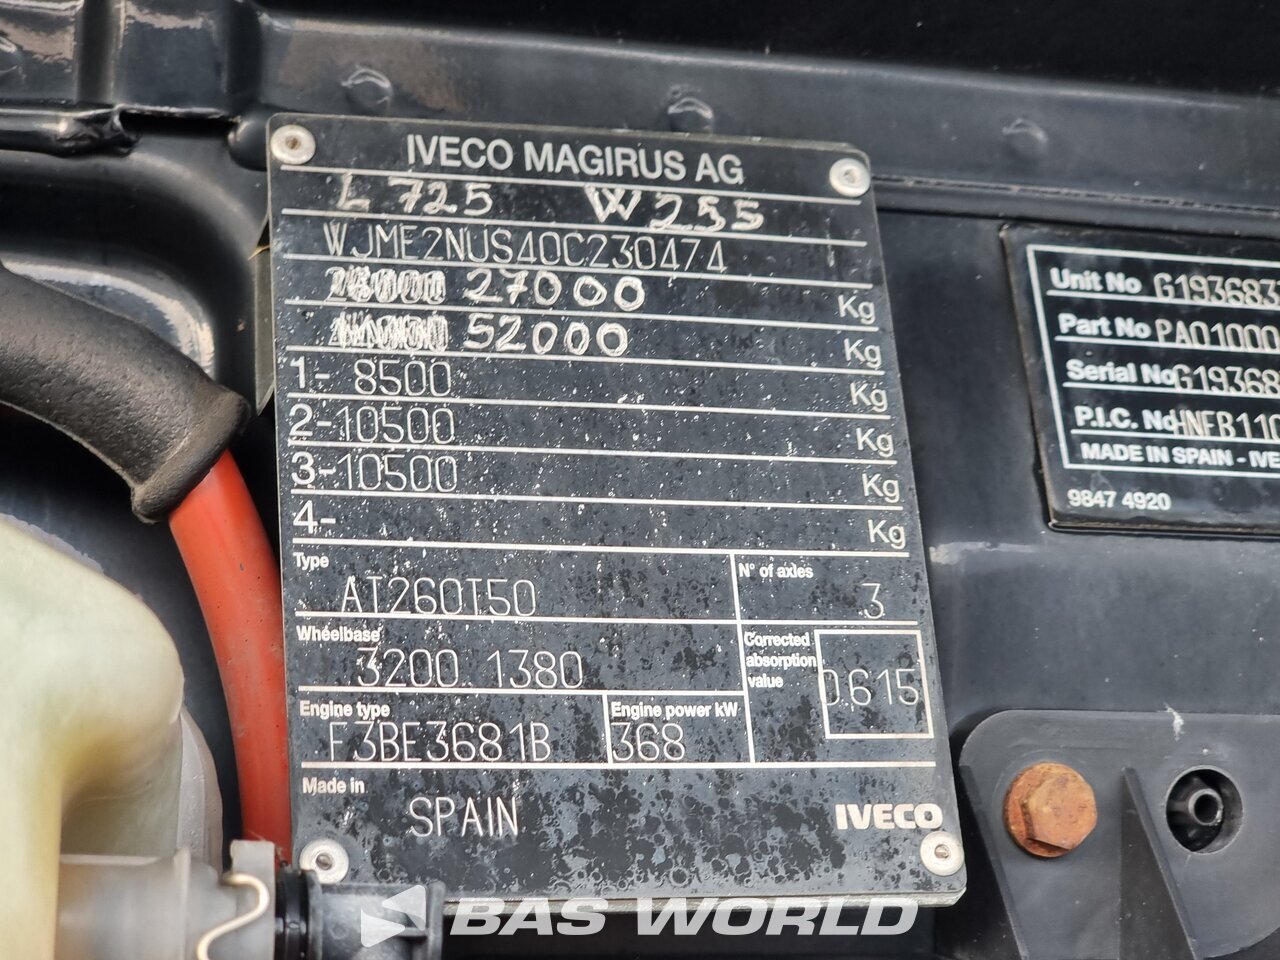 IVECO MAGIRUS AG
L 725 W 255
WJME2NUS40C230474
27000 Kg
52000 Kg
1- 8500 Kg
2- 10500 Kg
3- 10500 Kg
4- Kg
Type N° of axles
AT260T50 3
Wheelbase Corrected absorption value
3200 1380 0.615
Engine type Engine power kW
F3BE3681B 368
Made in
SPAIN IVECO
Unit No G1936835
Part No PA01000
Serial No G19368
P.I.C. No HNFB110
MADE IN SPAIN - IVE
9847 4920
BAS WORLD